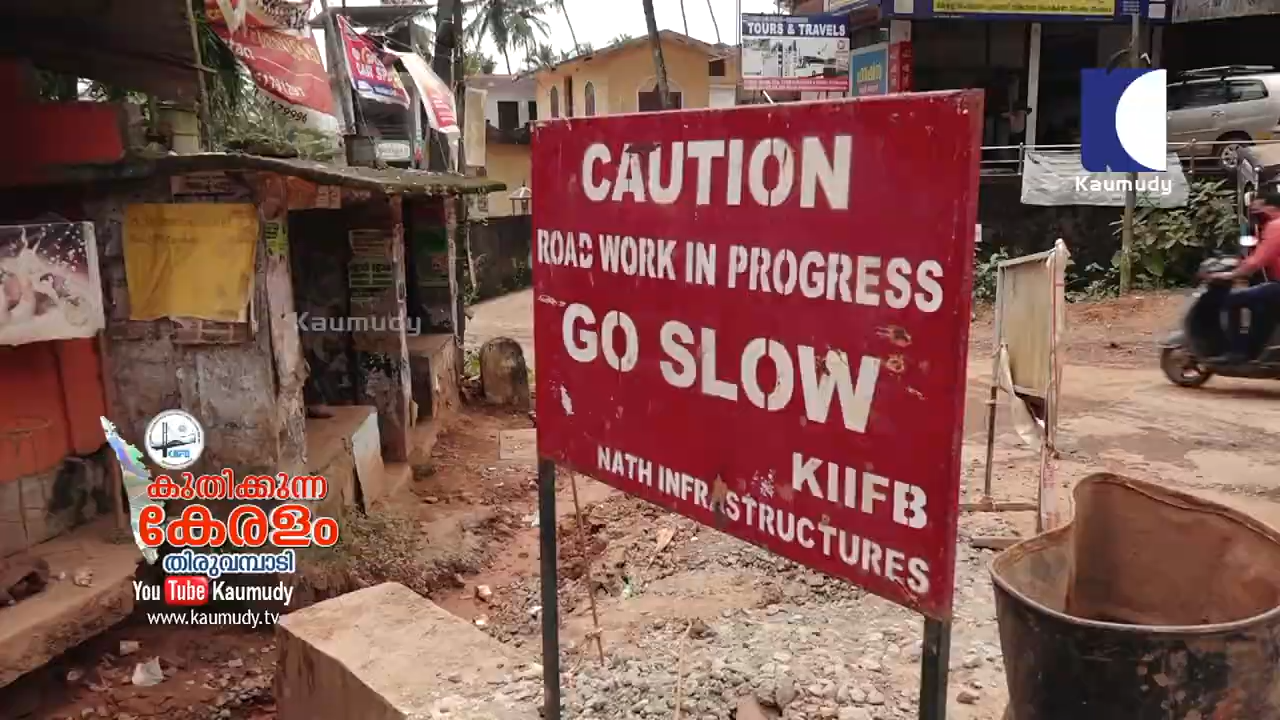 TOURS & TRAVELS
Kaumudy
CAUTION
ROAD WORK IN PROGRESS
GO SLOW
KIIFB
NATH INFRASTRUCTURES
Kaumudy
കുതിക്കുന്ന
കേരളം
തിരുവമ്പാടി
You Tube Kaumudy
www.kaumudy.tv